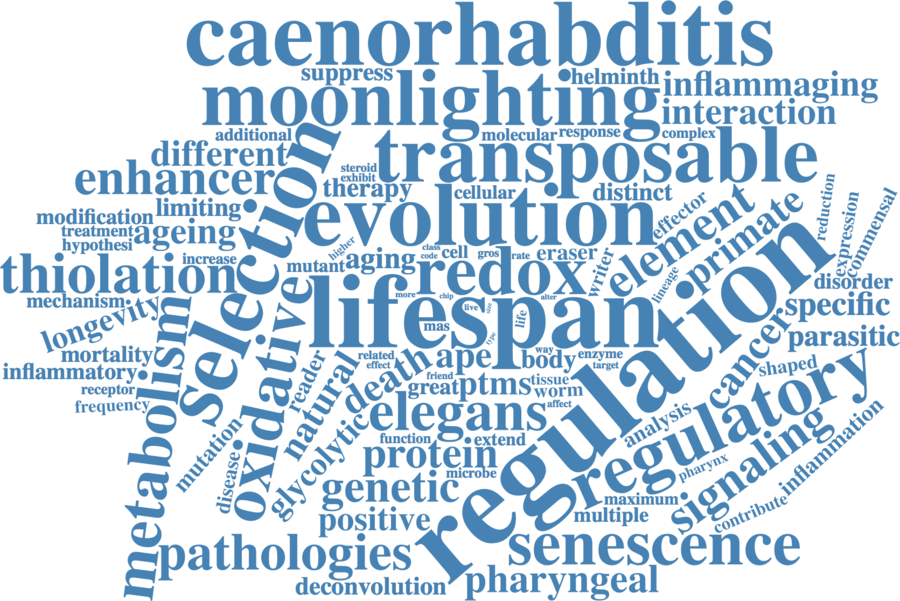 caenorhabditis
suppress
helminth
moonlighting
inflammaging
interaction
additional
molecular
response
complex
different
transposable
enhancer
steroid
exhibit
therapy
cellular
distinct
selection
modification
limiting
treatment
ageing
hypothesi
evolution
effector
element
primate
reduction
expression
commensal
increase
thiolation
mutant
higher
aging
class
code
cell
gros
rate
eraser
redox
writer
lineage
disorder
mechanism
longevity
metabolism
oxidative
lifespan
more
chip
live
size
alter
life
type
mas
regulation
specific
parasitic
cancer
mortality
inflammatory
receptor
frequency
reader
natural
related
effect
death
ape
way
body
enzyme
target
friend
great
ptms
tissue
worm
shaped
affect
elegans
regulatory
mutation
disease
glycolytic
function
extend
analysis
signaling
inflammation
protein
microbe
pharynx
genetic
maximum
multiple
contribute
positive
pathologies
senescence
deconvolution
pharyngeal